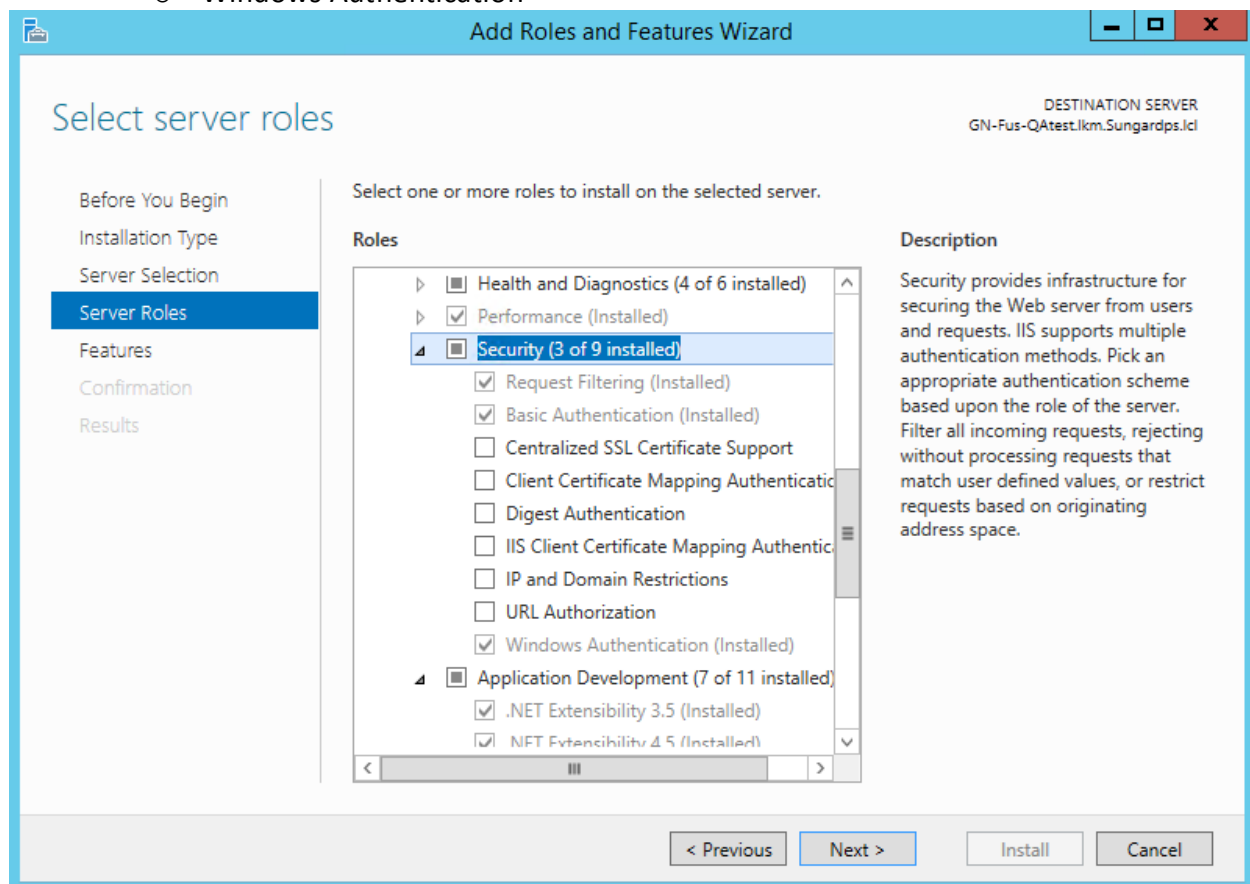 ○ Windows Authentication
Add Roles and Features Wizard
Select server roles
DESTINATION SERVER
GN-Fus-QAtest.lkm.Sungardps.lcl
Before You Begin
Installation Type
Server Selection
Server Roles
Features
Confirmation
Results
Select one or more roles to install on the selected server.
Roles
Health and Diagnostics (4 of 6 installed)
Performance (Installed)
Security (3 of 9 installed)
Request Filtering (Installed)
Basic Authentication (Installed)
Centralized SSL Certificate Support
Client Certificate Mapping Authenticatic
Digest Authentication
IIS Client Certificate Mapping Authentic
IP and Domain Restrictions
URL Authorization
Windows Authentication (Installed)
Application Development (7 of 11 installed)
.NET Extensibility 3.5 (Installed)
.NET Extensibility 4.5 (Installed)
Description
Security provides infrastructure for
securing the Web server from users
and requests. IIS supports multiple
authentication methods. Pick an
appropriate authentication scheme
based upon the role of the server.
Filter all incoming requests, rejecting
without processing requests that
match user defined values, or restrict
requests based on originating
address space.
< Previous
Next >
Install
Cancel